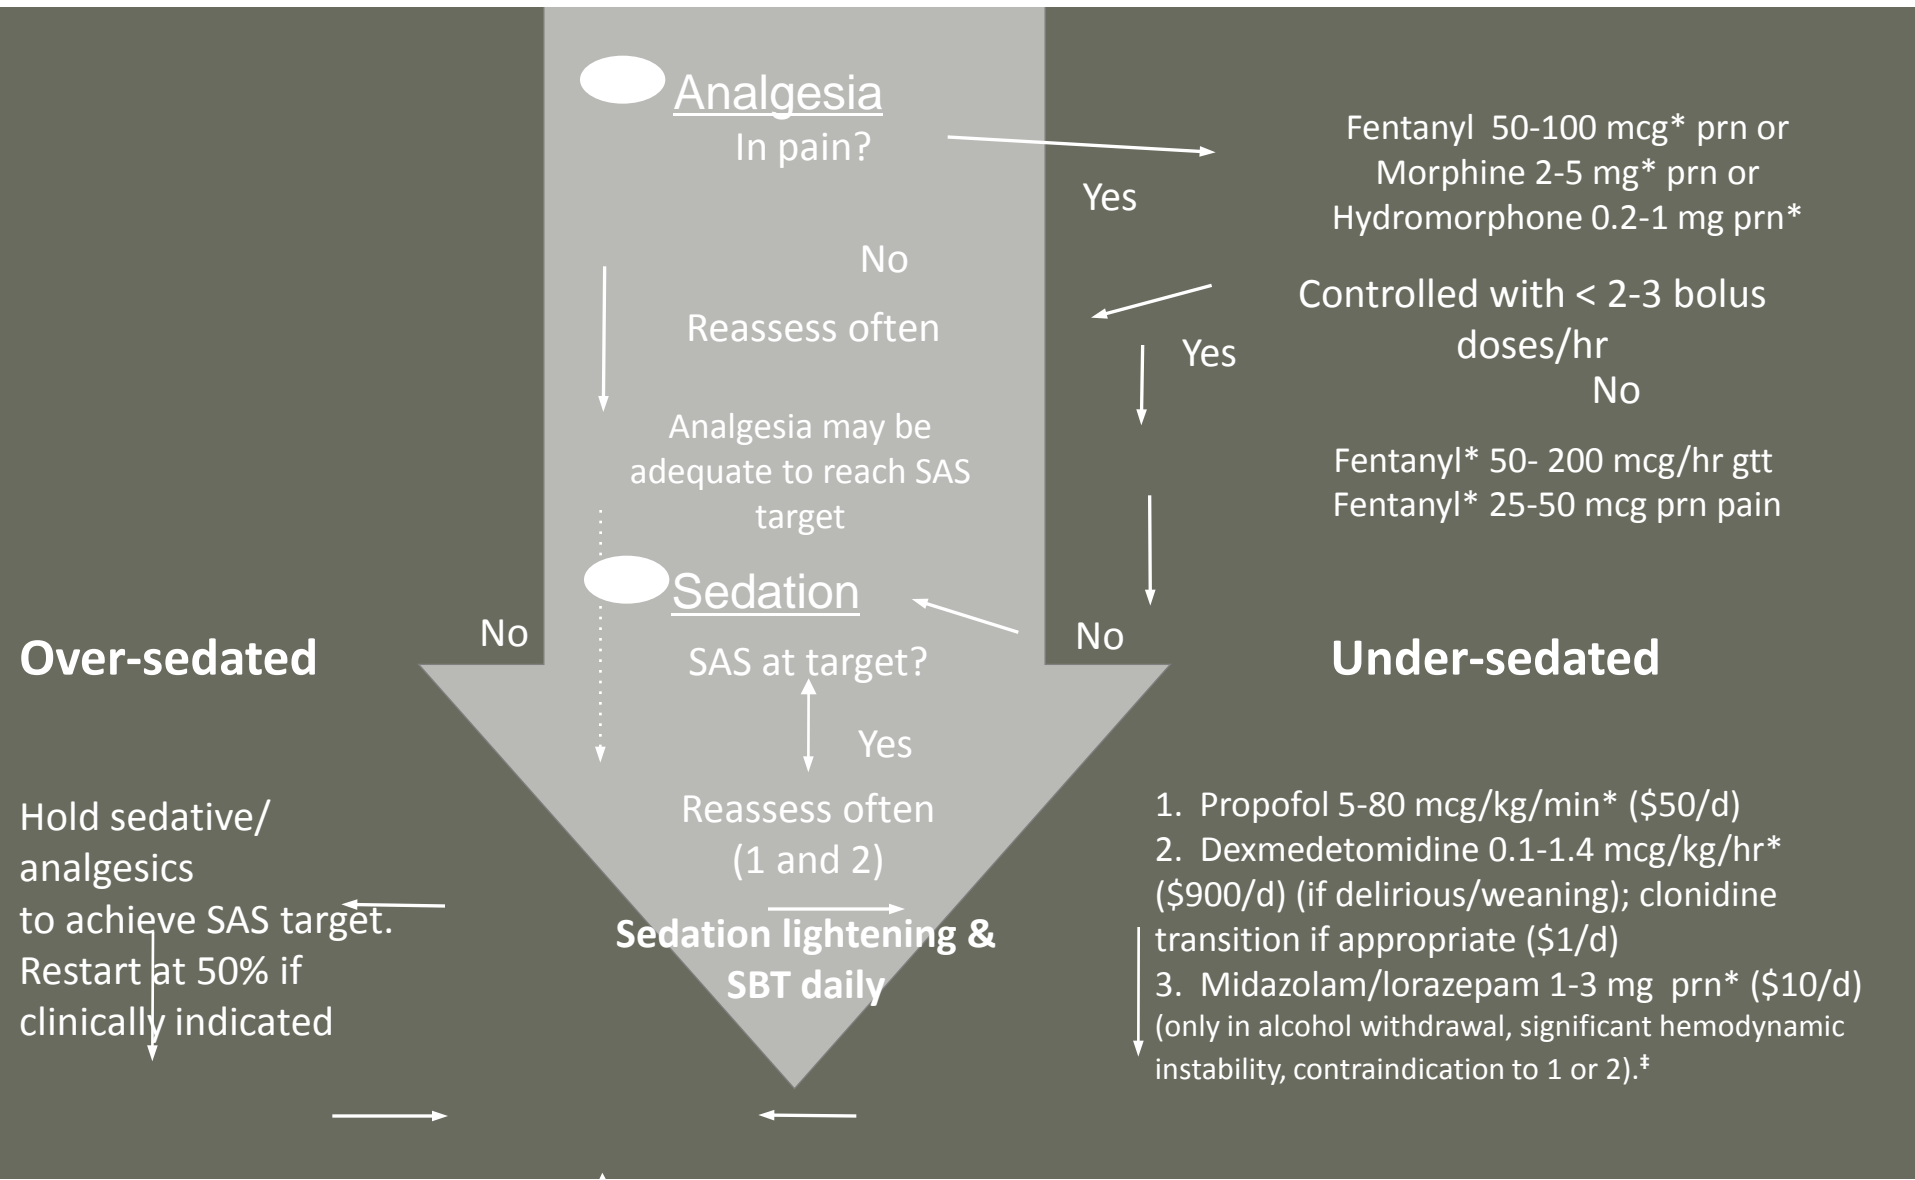 Analgesia
In pain?
Yes
Fentanyl 50-100 mcg* prn or
Morphine 2-5 mg* prn or
Hydromorphone 0.2-1 mg prn*
No
Reassess often
Controlled with < 2-3 bolus
doses/hr
Yes
No
Analgesia may be
adequate to reach SAS
target
Fentanyl* 50- 200 mcg/hr gtt
Fentanyl* 25-50 mcg prn pain
Sedation
No
SAS at target?
No
Over-sedated
Under-sedated
Yes
Reassess often
(1 and 2)
Sedation lightening &
SBT daily
Hold sedative/
analgesics
to achieve SAS target.
Restart at 50% if
clinically indicated
1. Propofol 5-80 mcg/kg/min* ($50/d)
2. Dexmedetomidine 0.1-1.4 mcg/kg/hr*
($900/d) (if delirious/weaning); clonidine
transition if appropriate ($1/d)
3. Midazolam/lorazepam 1-3 mg prn* ($10/d)
(only in alcohol withdrawal, significant hemodynamic
instability, contraindication to 1 or 2).‡